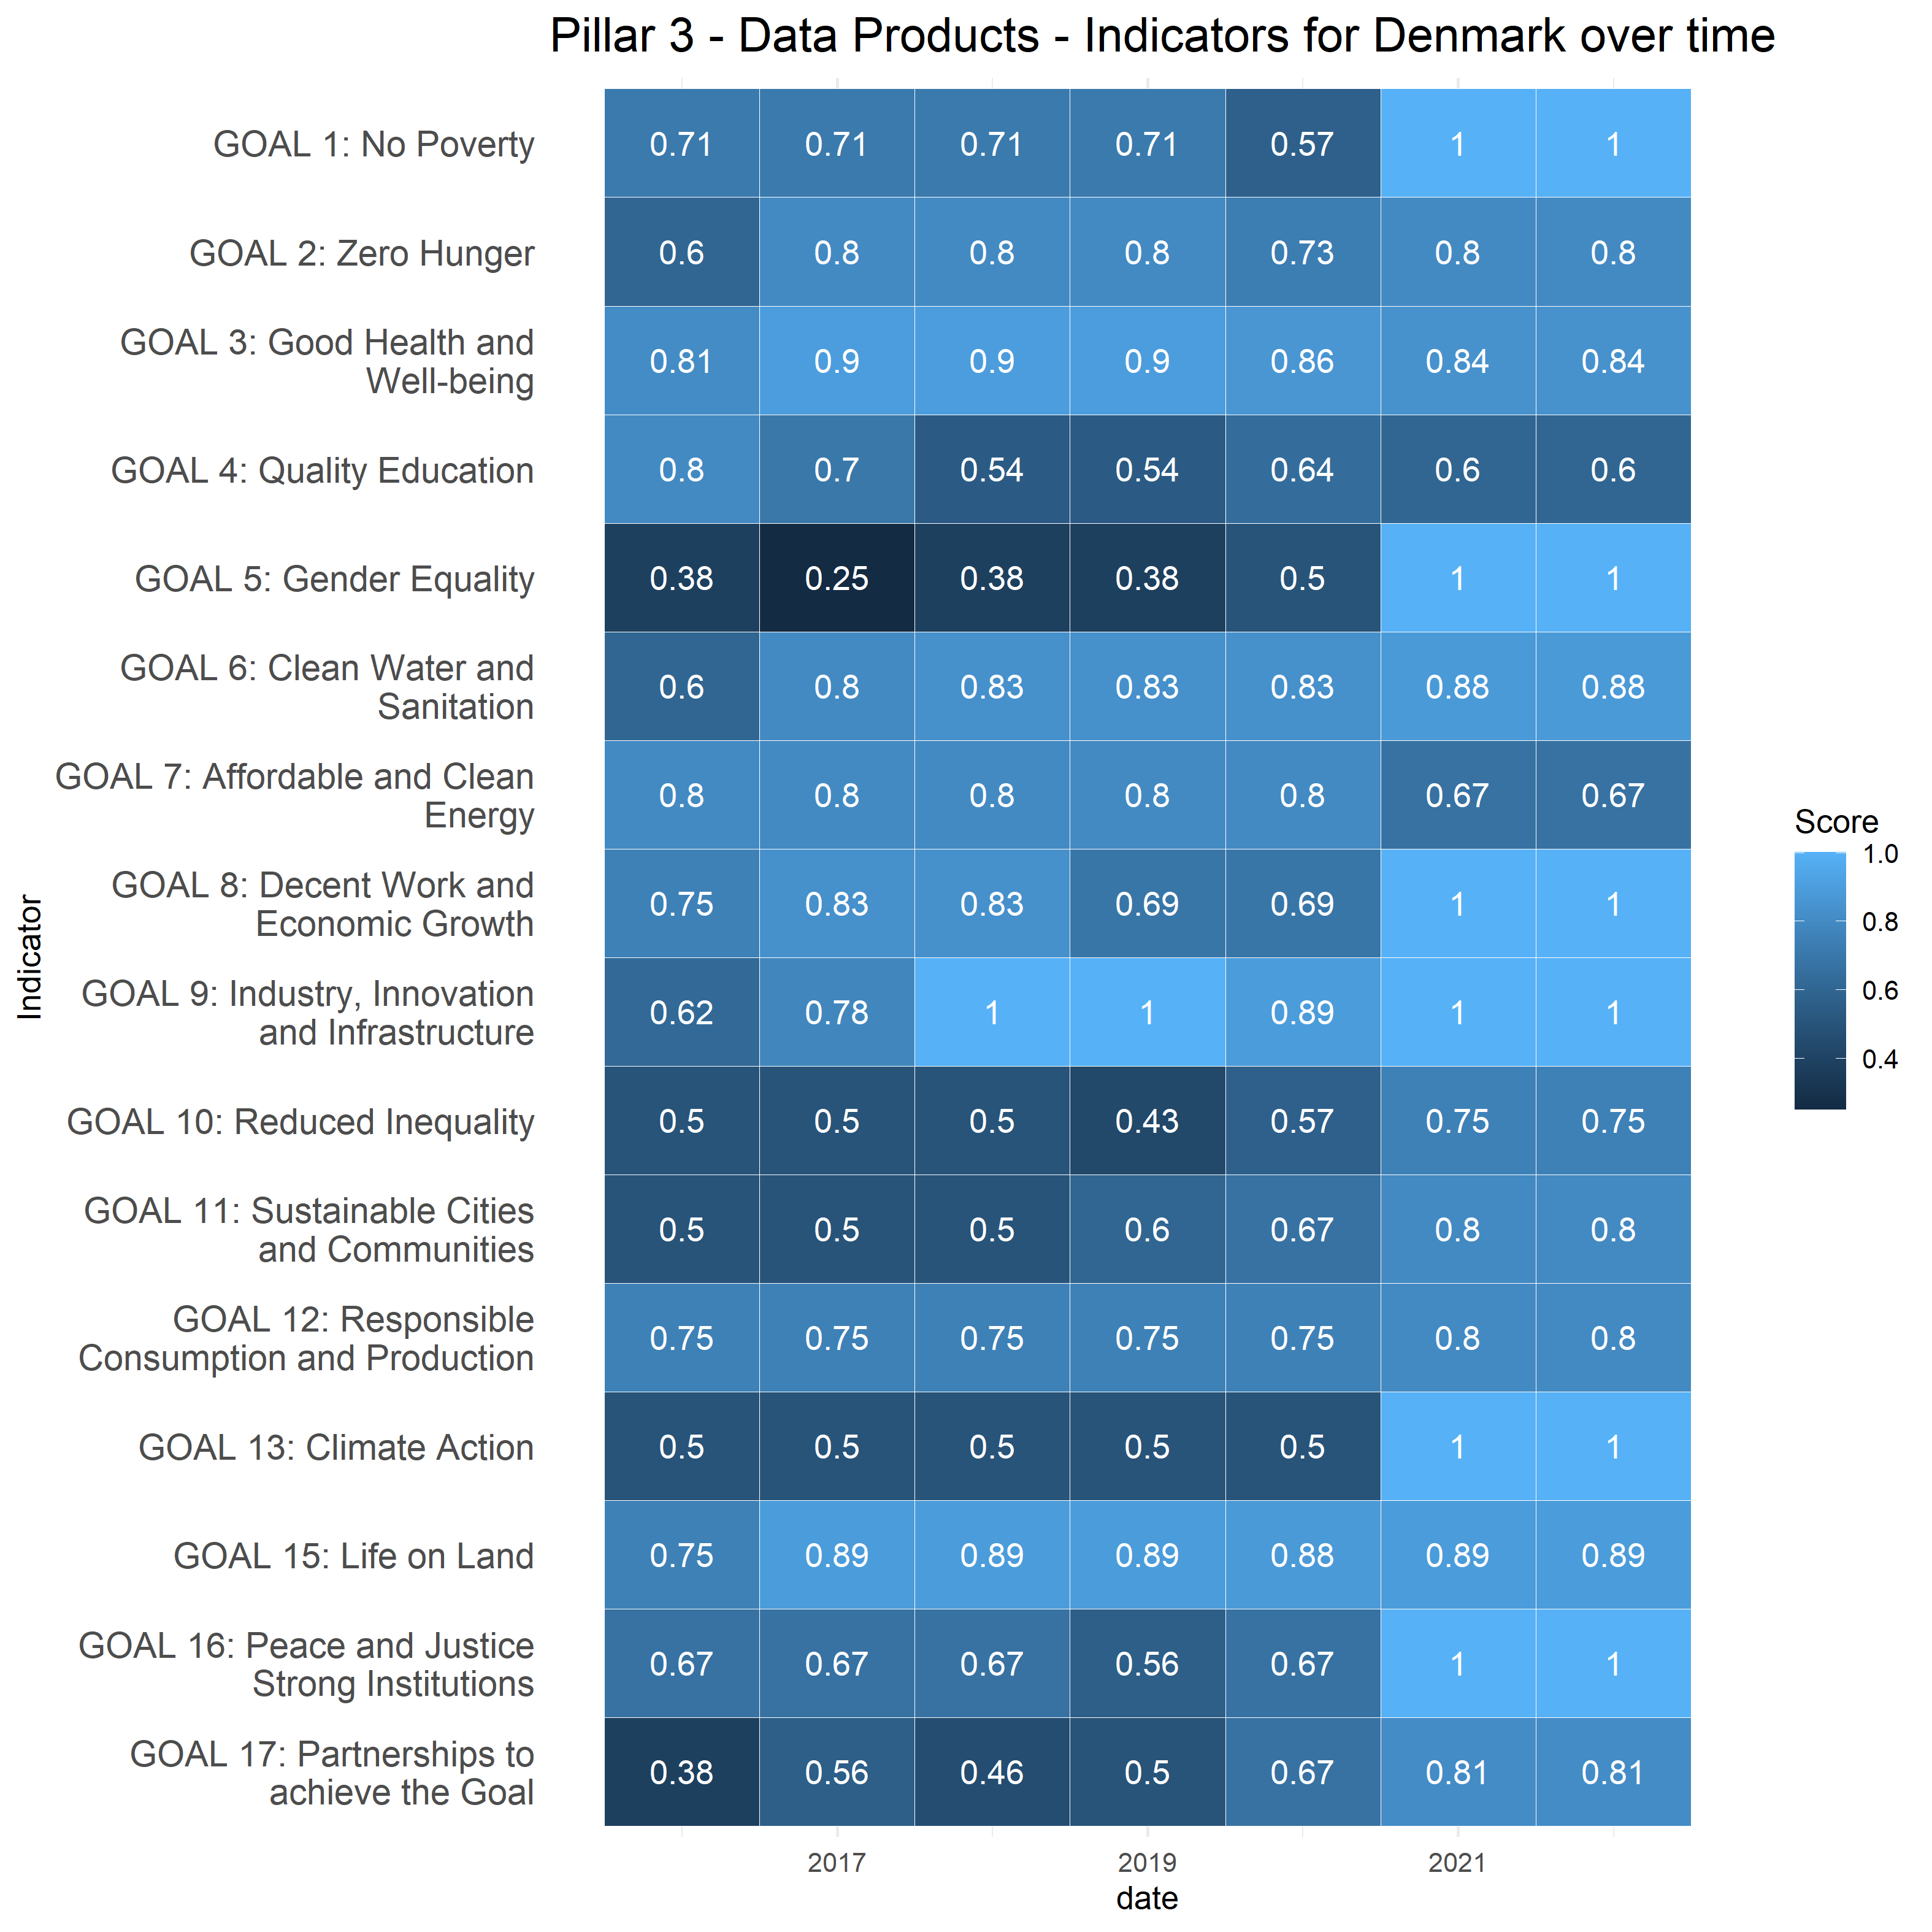 Pillar 3 - Data Products - Indicators for Denmark over time
GOAL 1: No Poverty
0.71 0.71 0.71 0.71 0.57 1 1
GOAL 2: Zero Hunger
0.6 0.8 0.8 0.8 0.73 0.8 0.8
GOAL 3: Good Health and
Well-being
0.81 0.9 0.9 0.9 0.86 0.84 0.84
GOAL 4: Quality Education
0.8 0.7 0.54 0.54 0.64 0.6 0.6
GOAL 5: Gender Equality
0.38 0.25 0.38 0.38 0.5 1 1
GOAL 6: Clean Water and
Sanitation
0.6 0.8 0.83 0.83 0.83 0.88 0.88
GOAL 7: Affordable and Clean
Energy
0.8 0.8 0.8 0.8 0.8 0.67 0.67
GOAL 8: Decent Work and
Economic Growth
0.75 0.83 0.83 0.69 0.69 1 1
GOAL 9: Industry, Innovation
and Infrastructure
0.62 0.78 1 1 0.89 1 1
GOAL 10: Reduced Inequality
0.5 0.5 0.5 0.43 0.57 0.75 0.75
GOAL 11: Sustainable Cities
and Communities
0.5 0.5 0.5 0.6 0.67 0.8 0.8
GOAL 12: Responsible
Consumption and Production
0.75 0.75 0.75 0.75 0.75 0.8 0.8
GOAL 13: Climate Action
0.5 0.5 0.5 0.5 0.5 1 1
GOAL 15: Life on Land
0.75 0.89 0.89 0.89 0.88 0.89 0.89
GOAL 16: Peace and Justice
Strong Institutions
0.67 0.67 0.67 0.56 0.67 1 1
GOAL 17: Partnerships to
achieve the Goal
0.38 0.56 0.46 0.5 0.67 0.81 0.81
2017 2019 2021
date
Indicator
Score
1.0
0.8
0.6
0.4